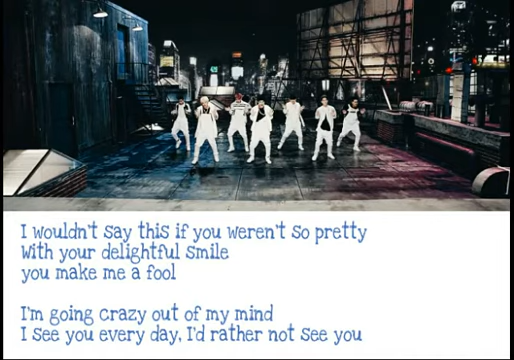 I wouldn't say this if you weren't so pretty
With your delightful smile
you make me a fool
I'm going crazy out of my mind
I see you every day, I'd rather not see you